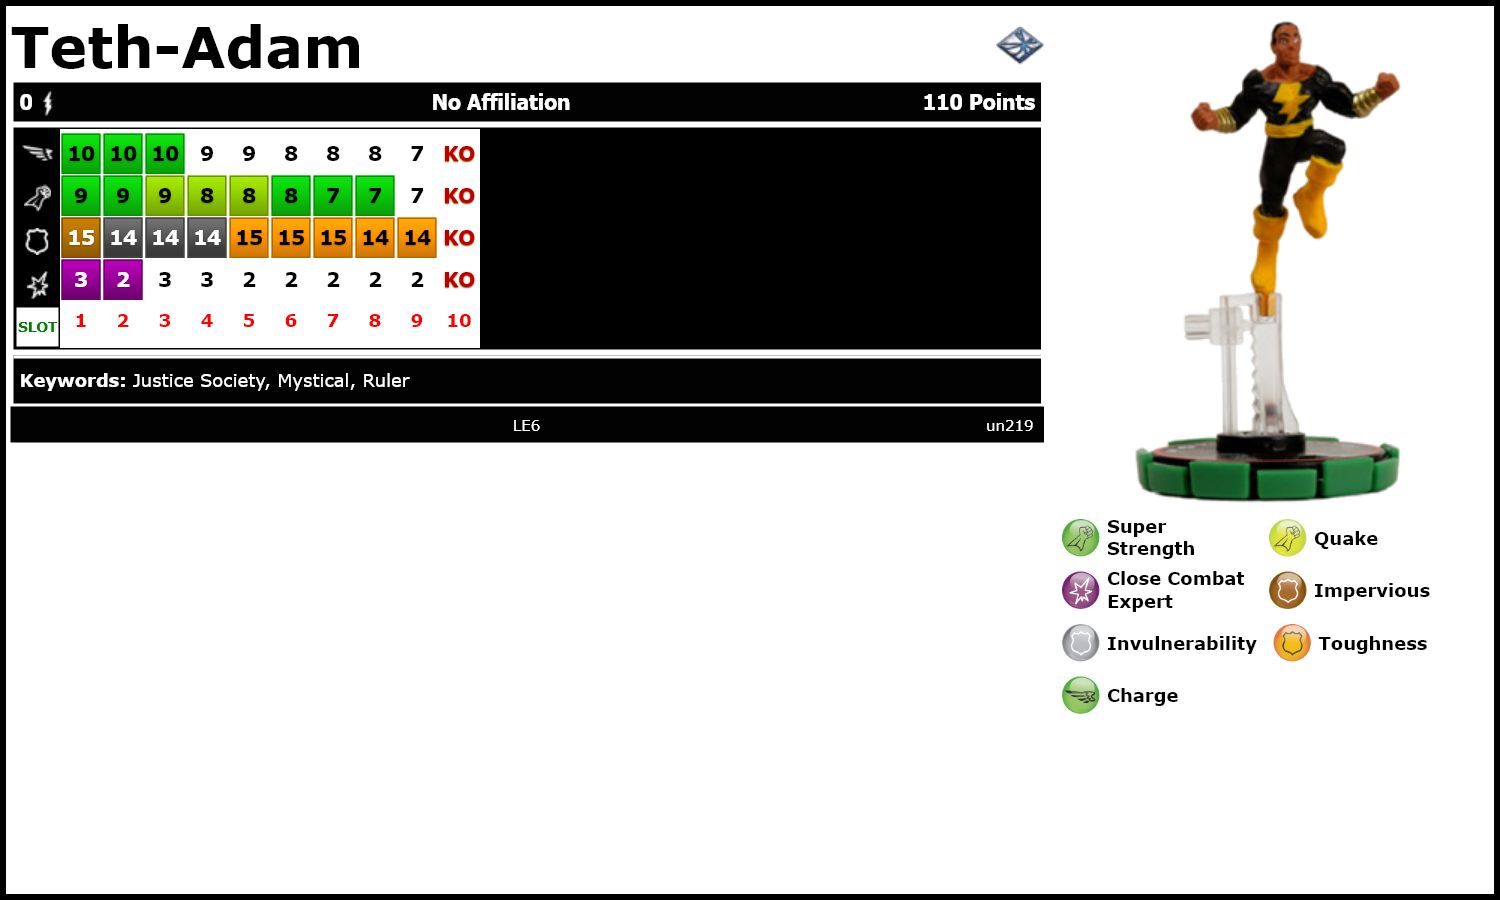 Teth-Adam
0 No Affiliation 110 Points
10 10 10 9 9 8 8 8 7 KO
9 9 9 8 8 8 7 7 7 KO
15 14 14 14 15 15 15 14 14 KO
3 2 3 3 2 2 2 2 2 KO
SLOT 1 2 3 4 5 6 7 8 9 10
Keywords: Justice Society, Mystical, Ruler
LE6 un219
Super
Strength
Quake
Close Combat
Expert
Impervious
Invulnerability
Toughness
Charge